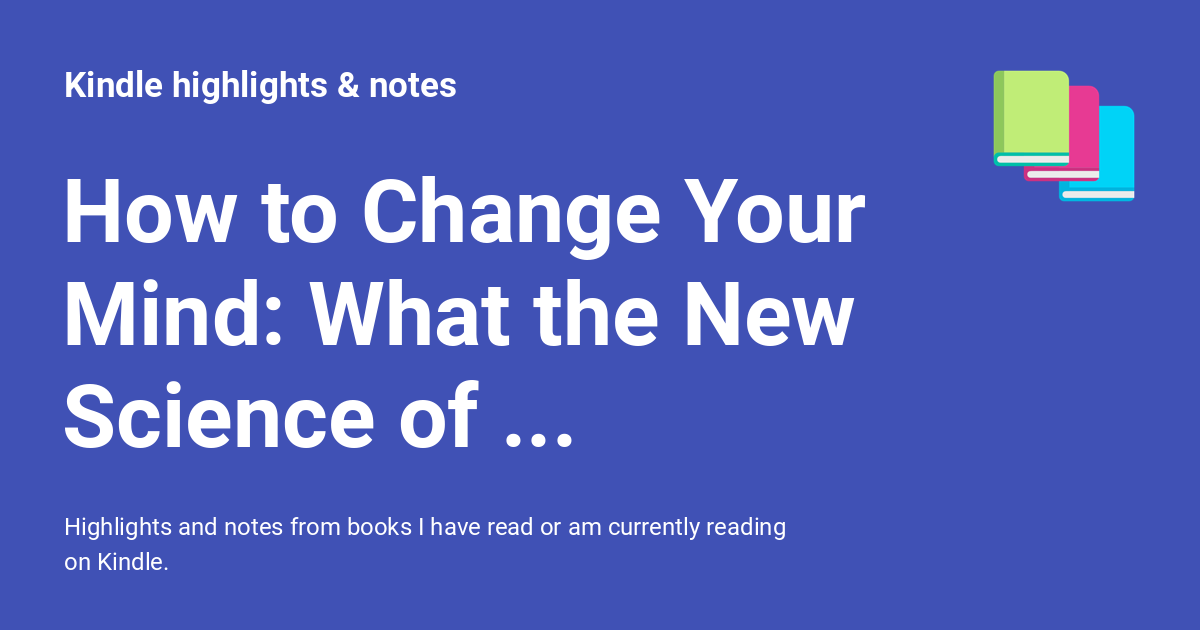 Kindle highlights & notes
How to Change Your
Mind: What the New
Science of ...
Highlights and notes from books I have read or am currently reading
on Kindle.